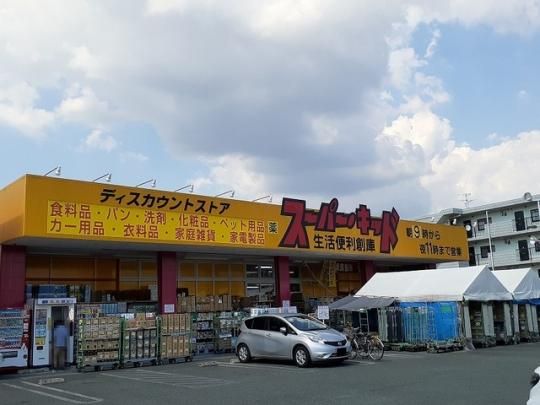 ディスカウントストア
食料品・パン・洗剤・化粧品・ペット用品
カー用品・衣料品・家庭雑貨・家電製品
薬
スーパー・キッド
生活便利創庫
朝9時から
夜11時まで営業